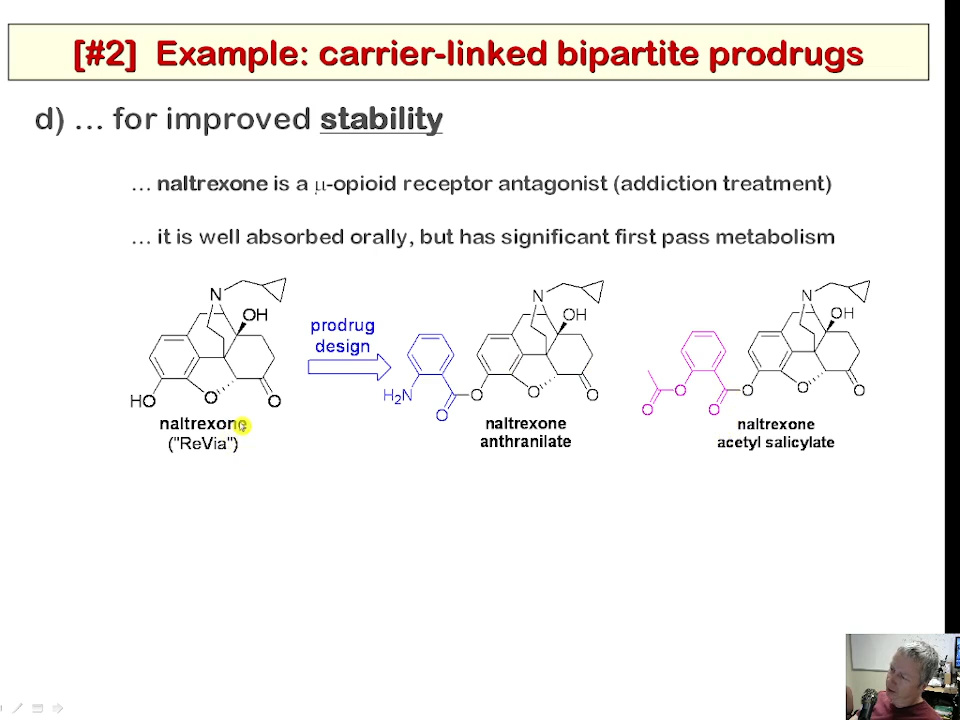 [#2] Example: carrier-linked bipartite prodrugs
d) … for improved stability
… naltrexone is a μ-opioid receptor antagonist (addiction treatment)
… it is well absorbed orally, but has significant first pass metabolism
N
OH
HO
O
O
naltrexone
("ReVia")
prodrug
design
N
OH
H₂N
O
O
O
O
naltrexone
anthranilate
N
OH
O
O
O
O
O
O
naltrexone
acetyl salicylate